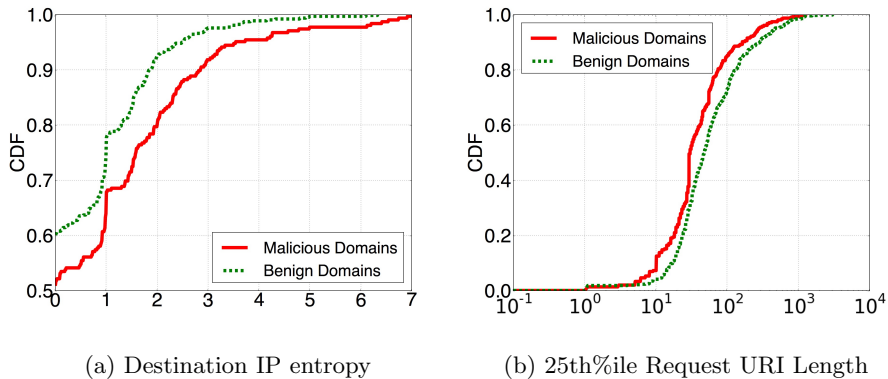 1.0
0.9
0.8
0.7
0.6
0.5
CDF
0 1 2 3 4 5 6 7
Malicious Domains
Benign Domains
(a) Destination IP entropy
1.0
0.8
0.6
0.4
0.2
0.0
CDF
10⁻¹ 10⁰ 10¹ 10² 10³ 10⁴
Malicious Domains
Benign Domains
(b) 25th%ile Request URI Length